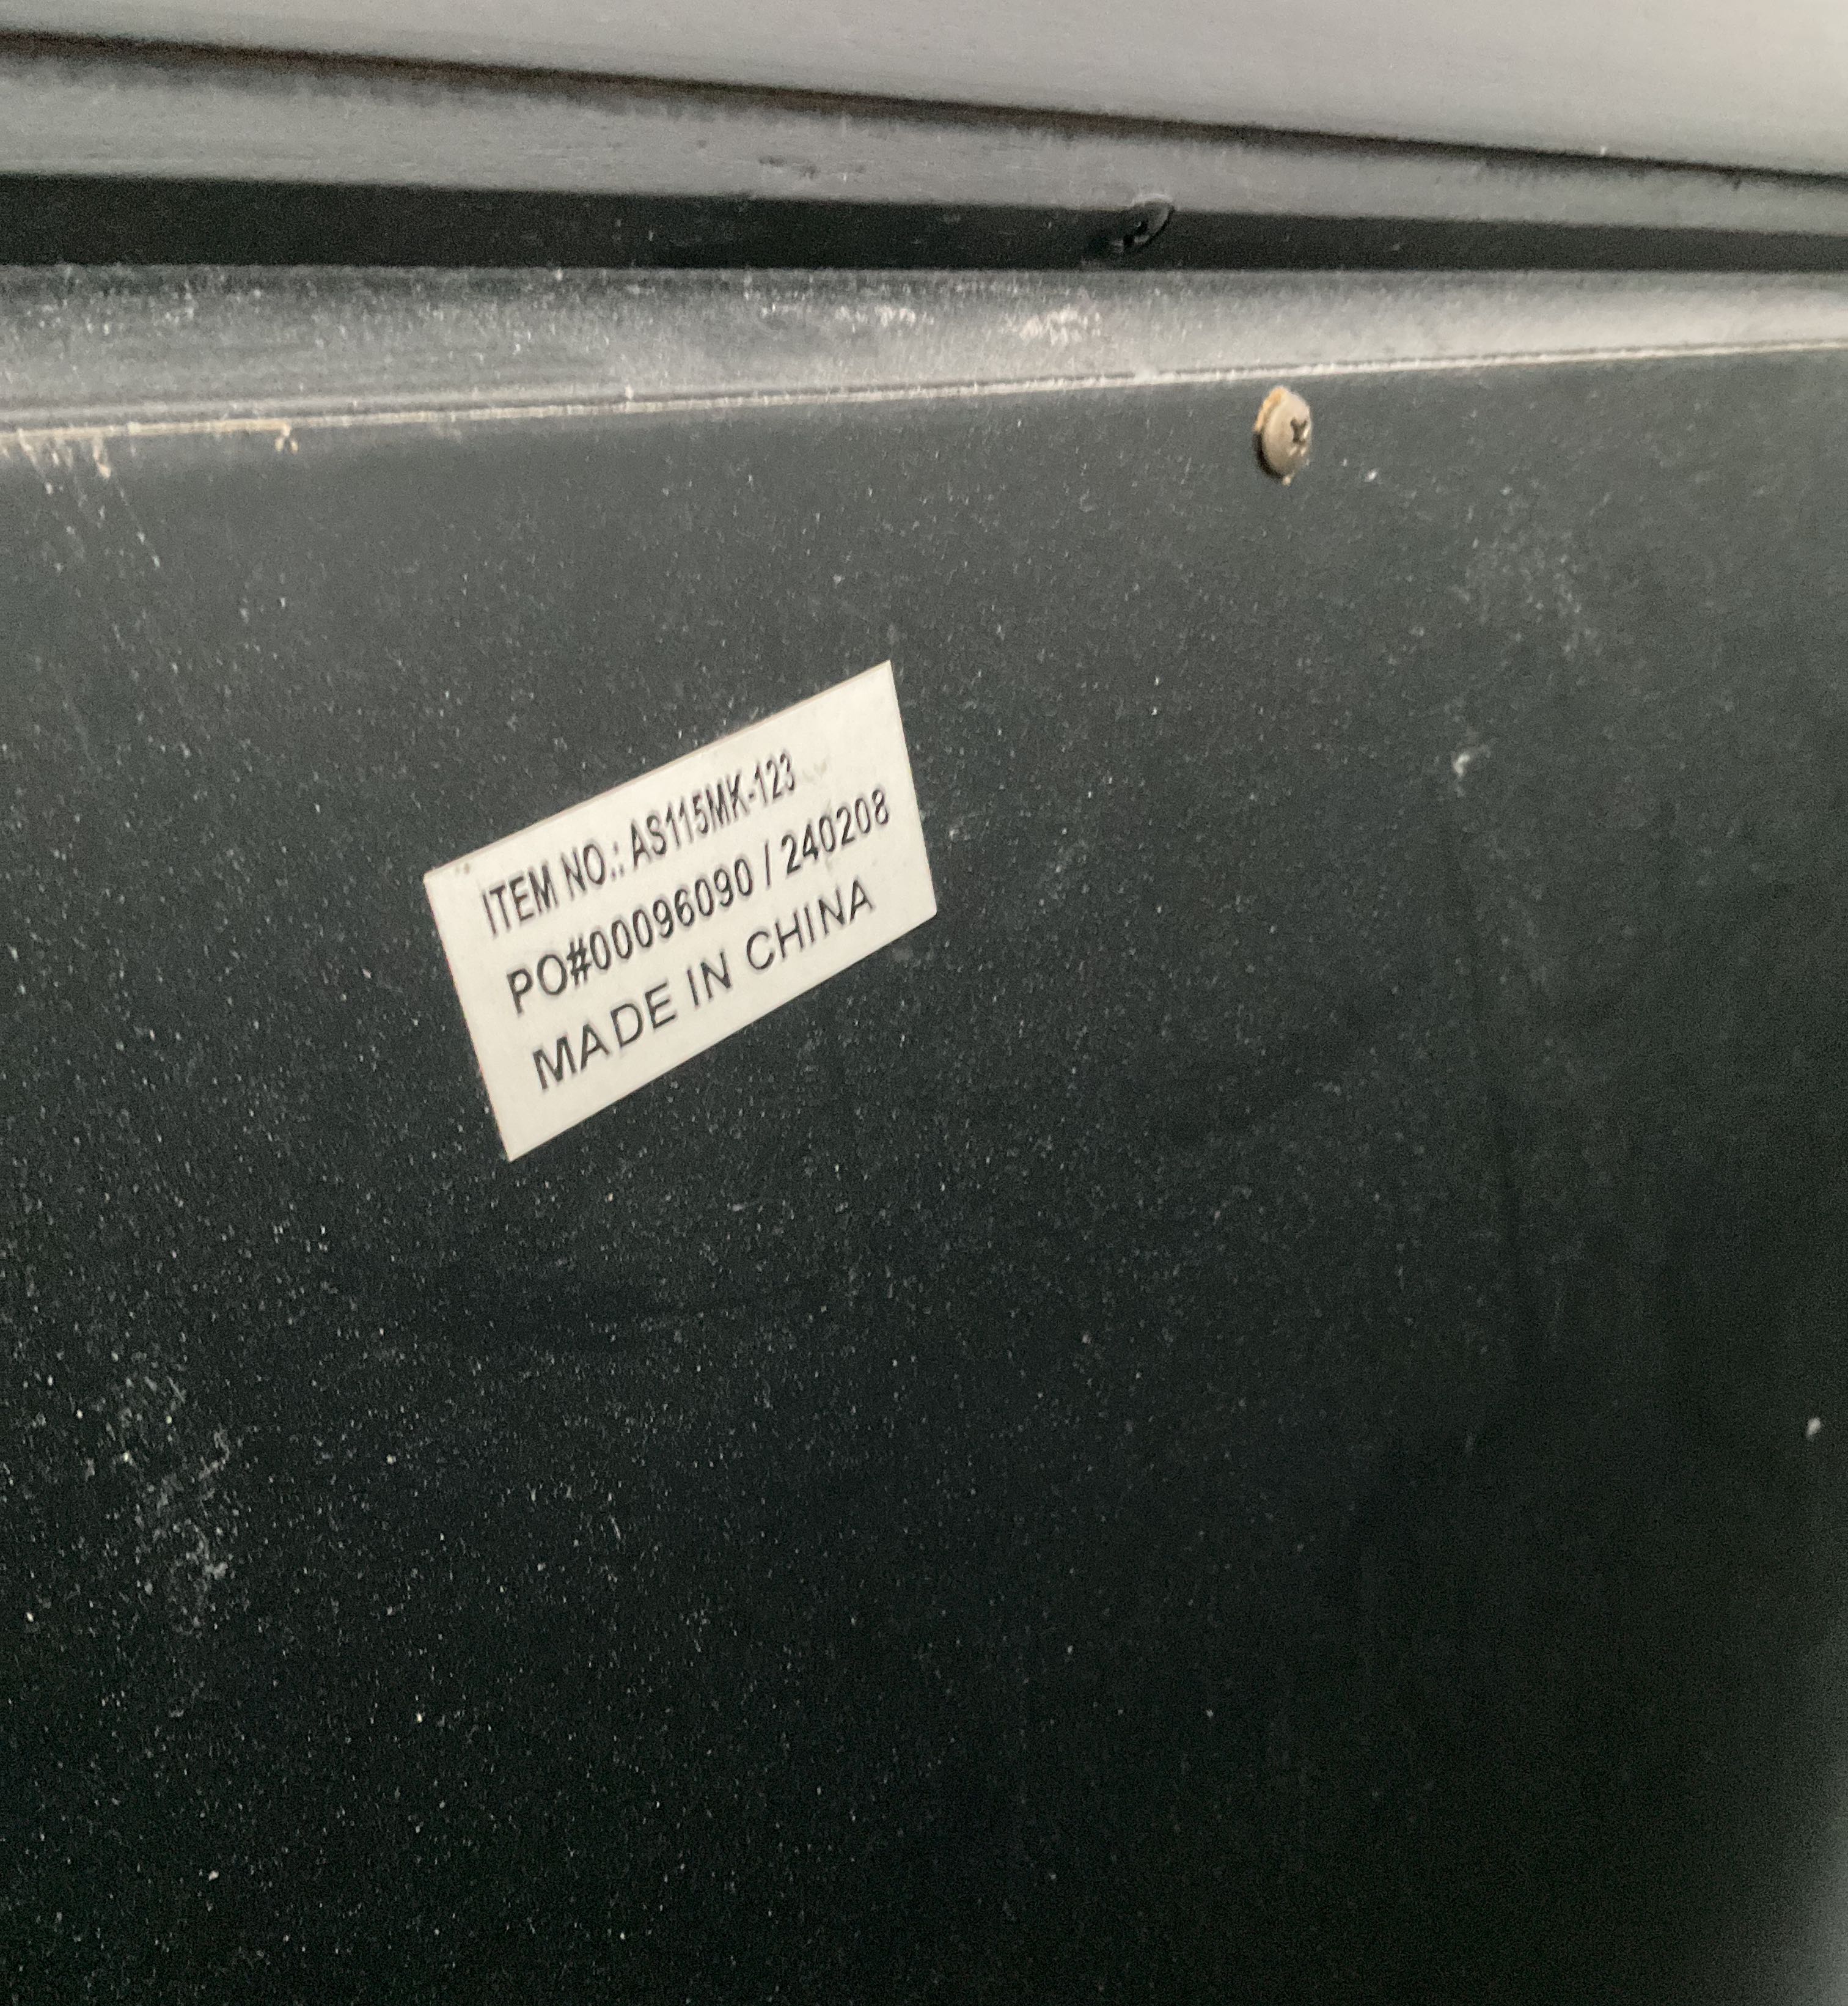 ITEM NO.: AS115MK-123
PO#00096090 / 240208
MADE IN CHINA